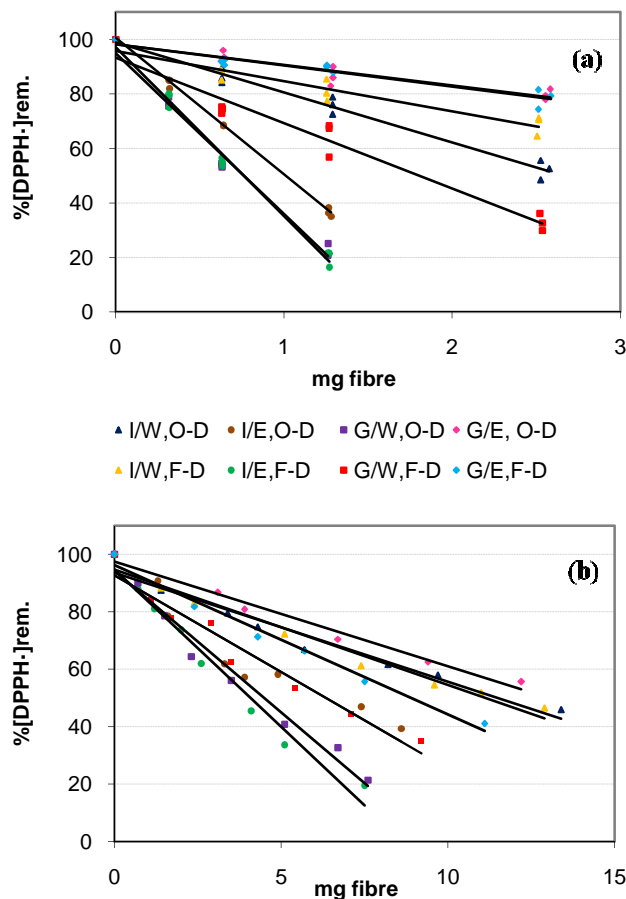 (a)
%[DPPH·]rem.
100
80
60
40
20
0
0 1 2 3
mg fibre
I/W,O-D I/E,O-D G/W,O-D G/E, O-D
I/W,F-D I/E,F-D G/W,F-D G/E,F-D
(b)
%[DPPH·]rem.
100
80
60
40
20
0
0 5 10 15
mg fibre